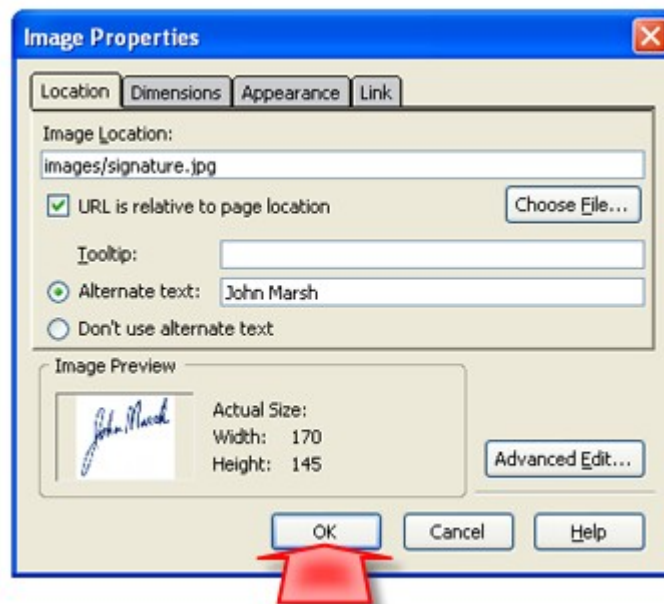 Image Properties
Location Dimensions Appearance Link
Image Location:
images/signature.jpg
URL is relative to page location Choose File...
Tooltip:
Alternate text: John Marsh
Don't use alternate text
Image Preview
John Marsh
Actual Size:
Width: 170
Height: 145
Advanced Edit...
OK Cancel Help